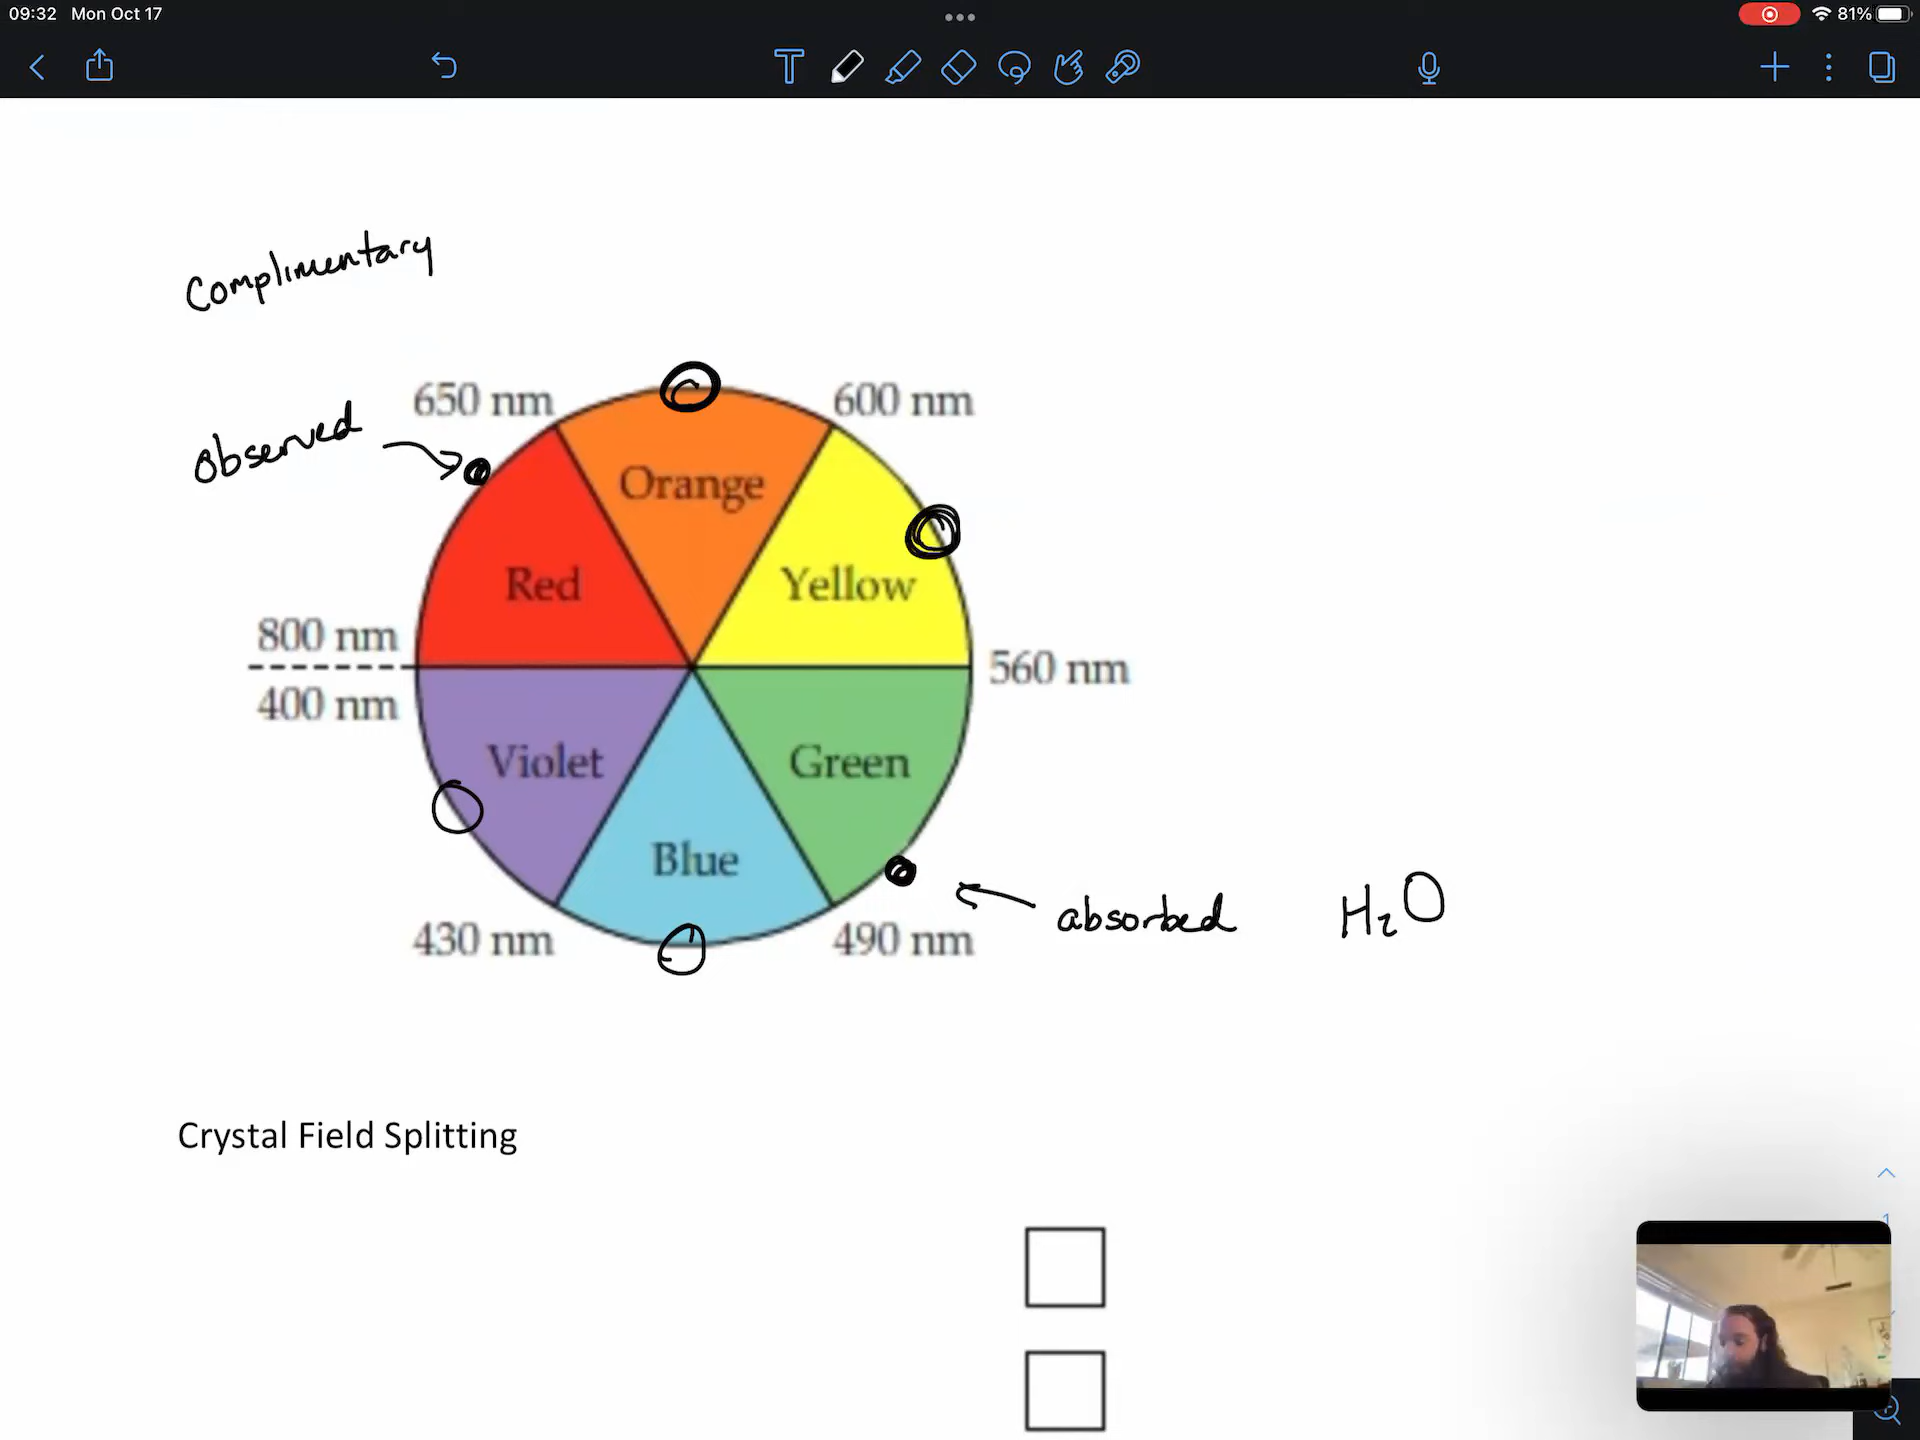 09:32 Mon Oct 17
81%
T
Complimentary
650 nm
600 nm
Observed
Orange
Red
Yellow
800 nm
560 nm
400 nm
Violet
Green
Blue
absorbed H₂O
430 nm
490 nm
Crystal Field Splitting
1